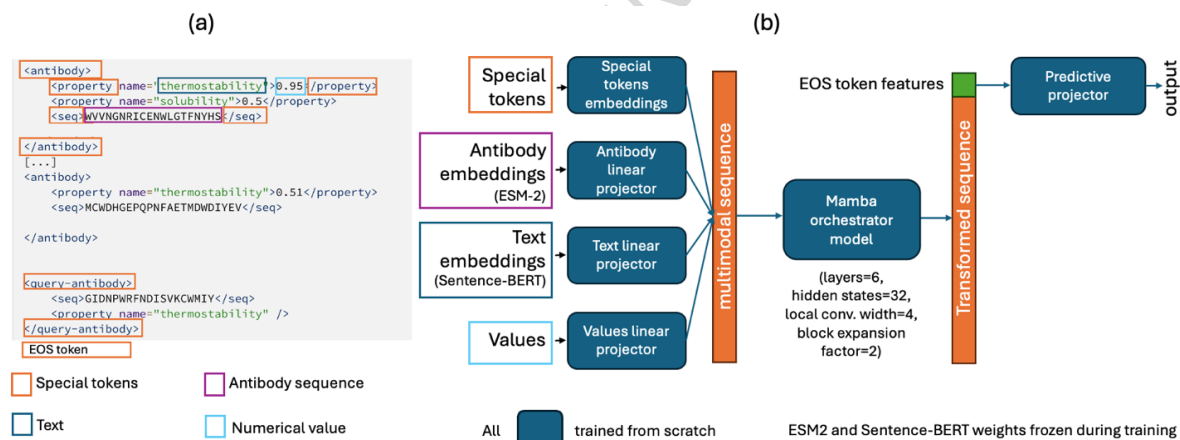 (a)
<antibody>
<property name="thermostability">0.95</property>
<property name="solubility">0.5</property>
<seq>WVVNGNRICENWLGTFNYHS</seq>
</antibody>
[...]
<antibody>
<property name="thermostability">0.51</property>
<seq>MCWDHGEPQPNFAETMDWDIYEV</seq>
</antibody>
<query-antibody>
<seq>GIDNPWRFNDISVKCWMIY</seq>
<property name="thermostability" />
</query-antibody>
EOS token
Special tokens
Antibody sequence
Text
Numerical value
(b)
Special
tokens
Special
tokens
embeddings
Antibody
embeddings
(ESM-2)
Antibody
linear
projector
Text
embeddings
(Sentence-BERT)
Text linear
projector
Values
Values linear
projector
multimodal sequence
Mamba
orchestrator
model
(layers=6,
hidden states=32,
local conv. width=4,
block expansion
factor=2)
EOS token features
Transformed sequence
Predictive
projector
output
All
trained from scratch
ESM2 and Sentence-BERT weights frozen during training